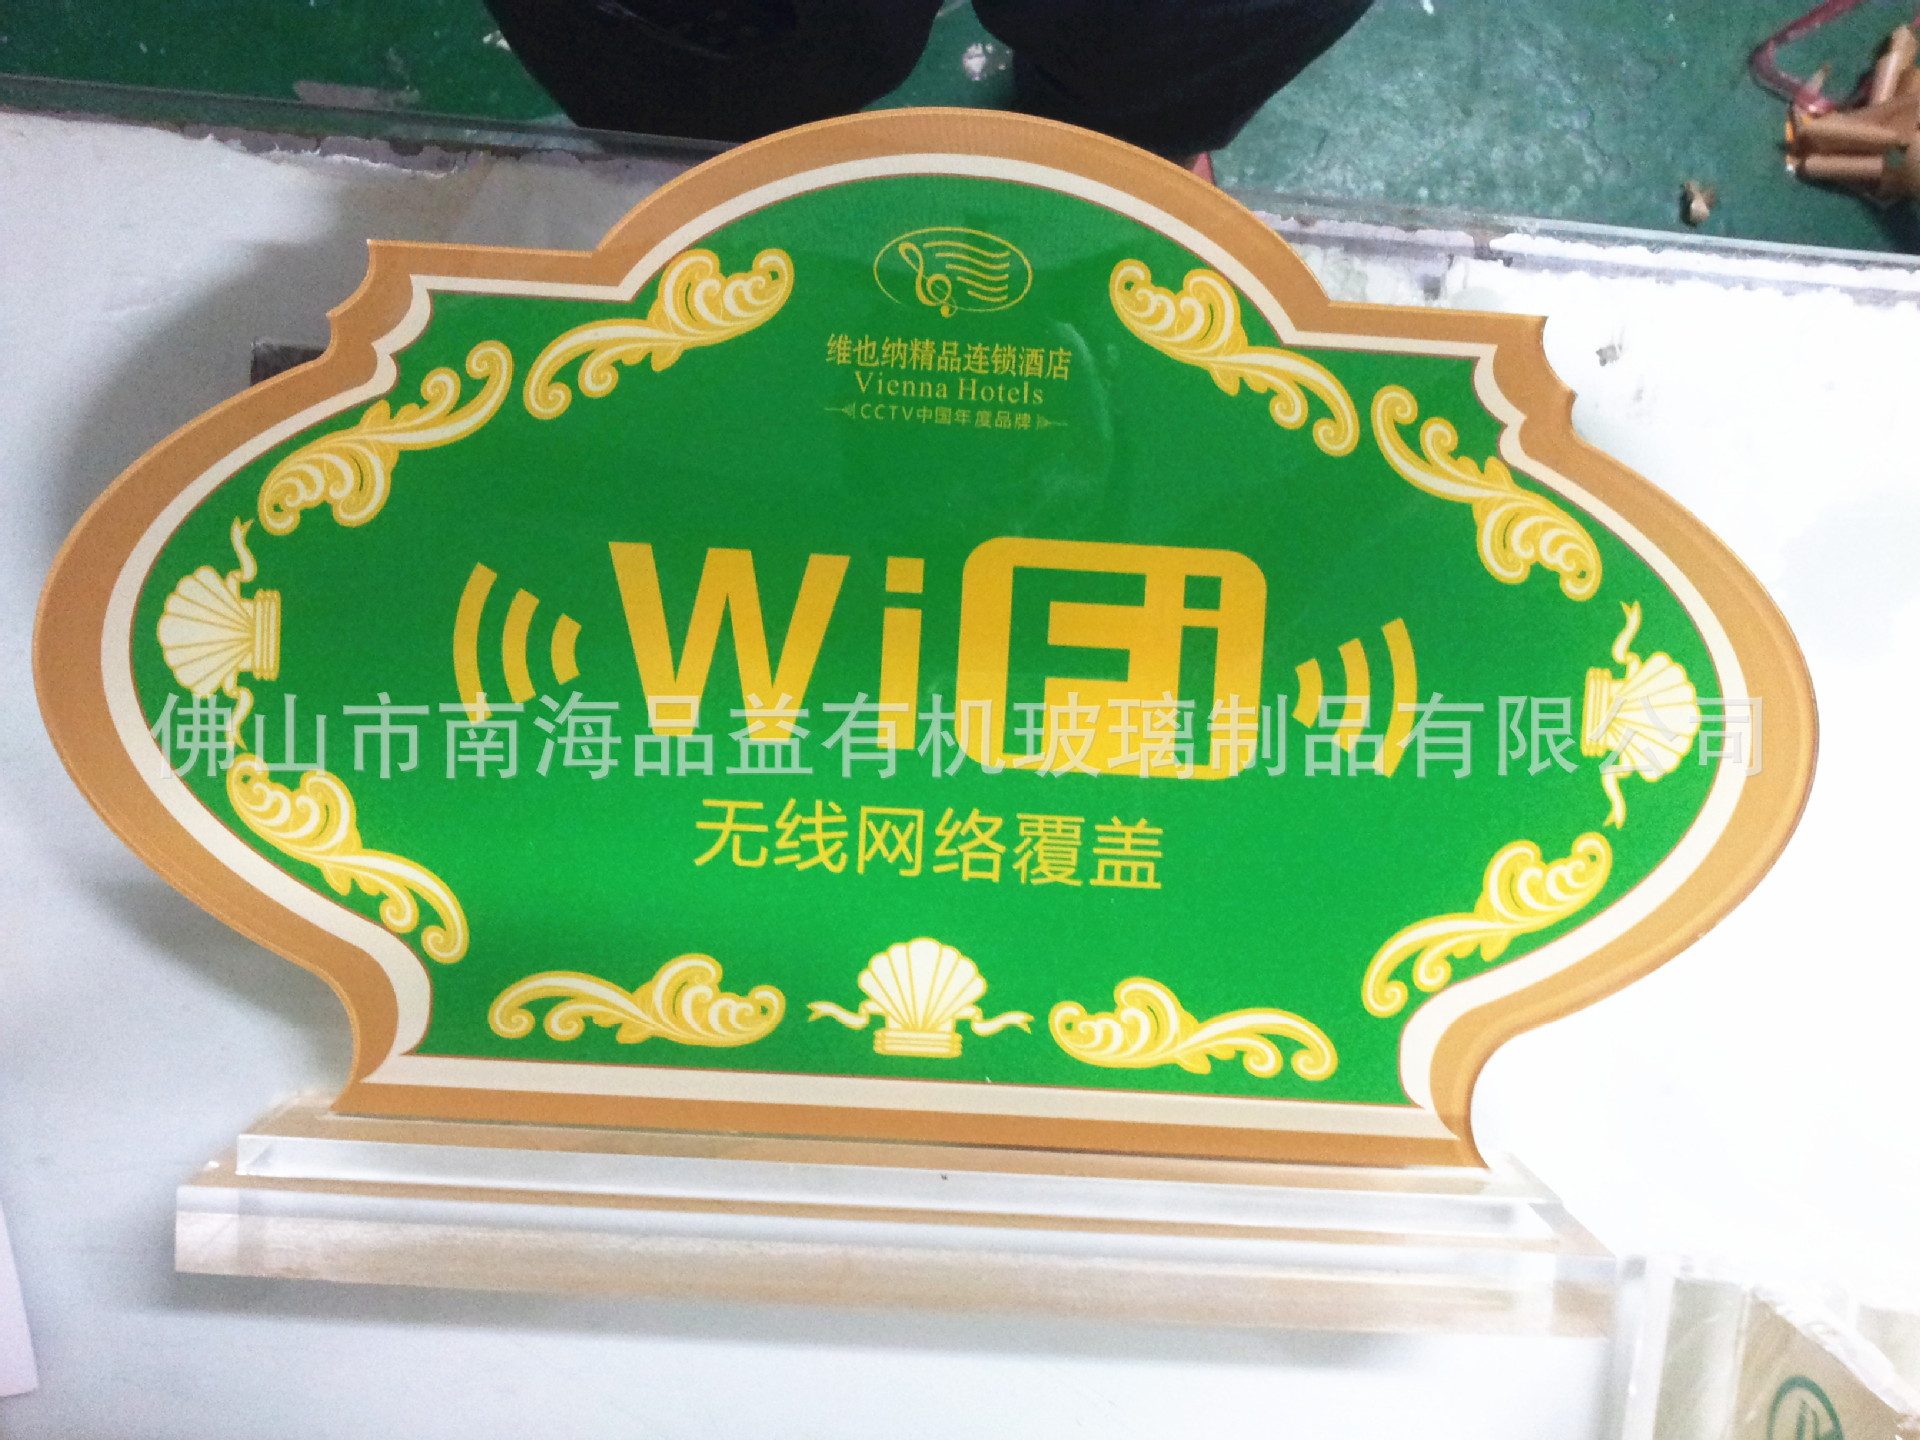 维也纳精品连锁酒店
Vienna Hotels
CCTV中国年度品牌
WiFi
佛山市南海品益有机玻璃制品有限公司
无线网络覆盖